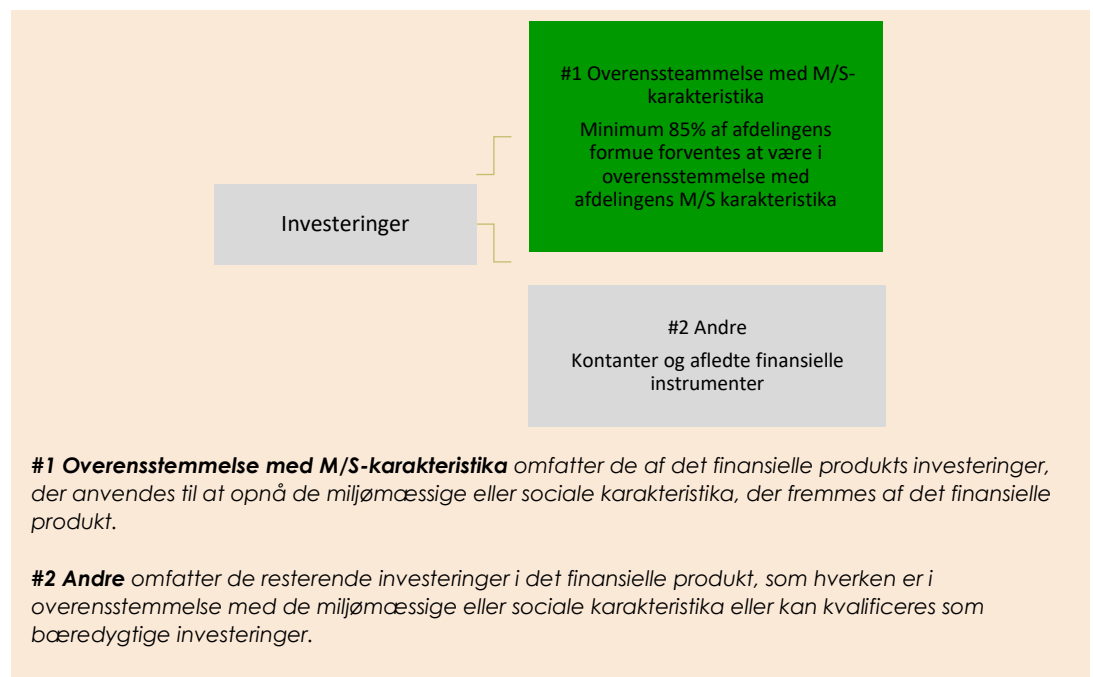 #1 Overenssteammelse med M/S-
karakteristika
Minimum 85% af afdelingens
formue forventes at være i
overensstemmelse med
afdelingens M/S karakteristika
Investeringer
#2 Andre
Kontanter og afledte finansielle
instrumenter
#1 Overensstemmelse med M/S-karakteristika omfatter de af det finansielle produkts investeringer,
der anvendes til at opnå de miljømæssige eller sociale karakteristika, der fremmes af det finansielle
produkt.
#2 Andre omfatter de resterende investeringer i det finansielle produkt, som hverken er i
overensstemmelse med de miljømæssige eller sociale karakteristika eller kan kvalificeres som
bæredygtige investeringer.